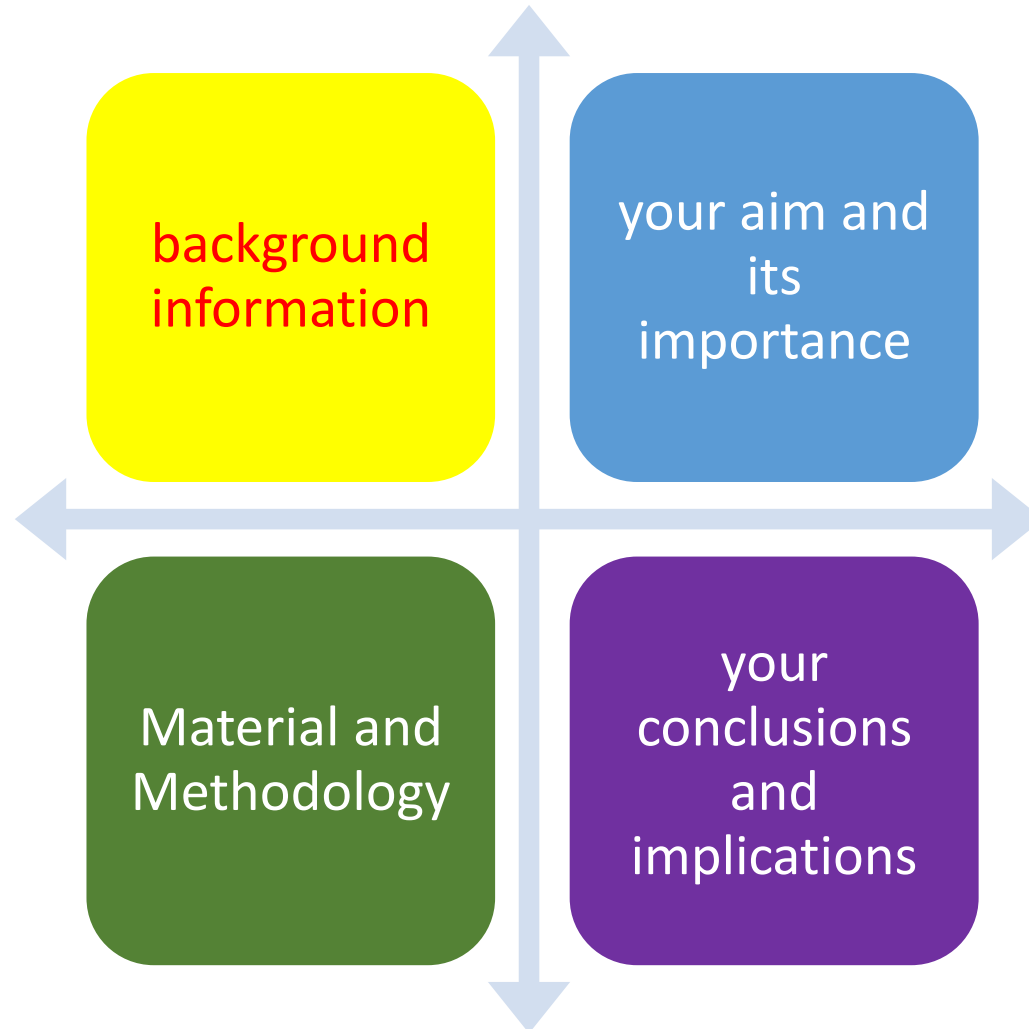 background
information
your aim and
its
importance
Material and
Methodology
your
conclusions
and
implications